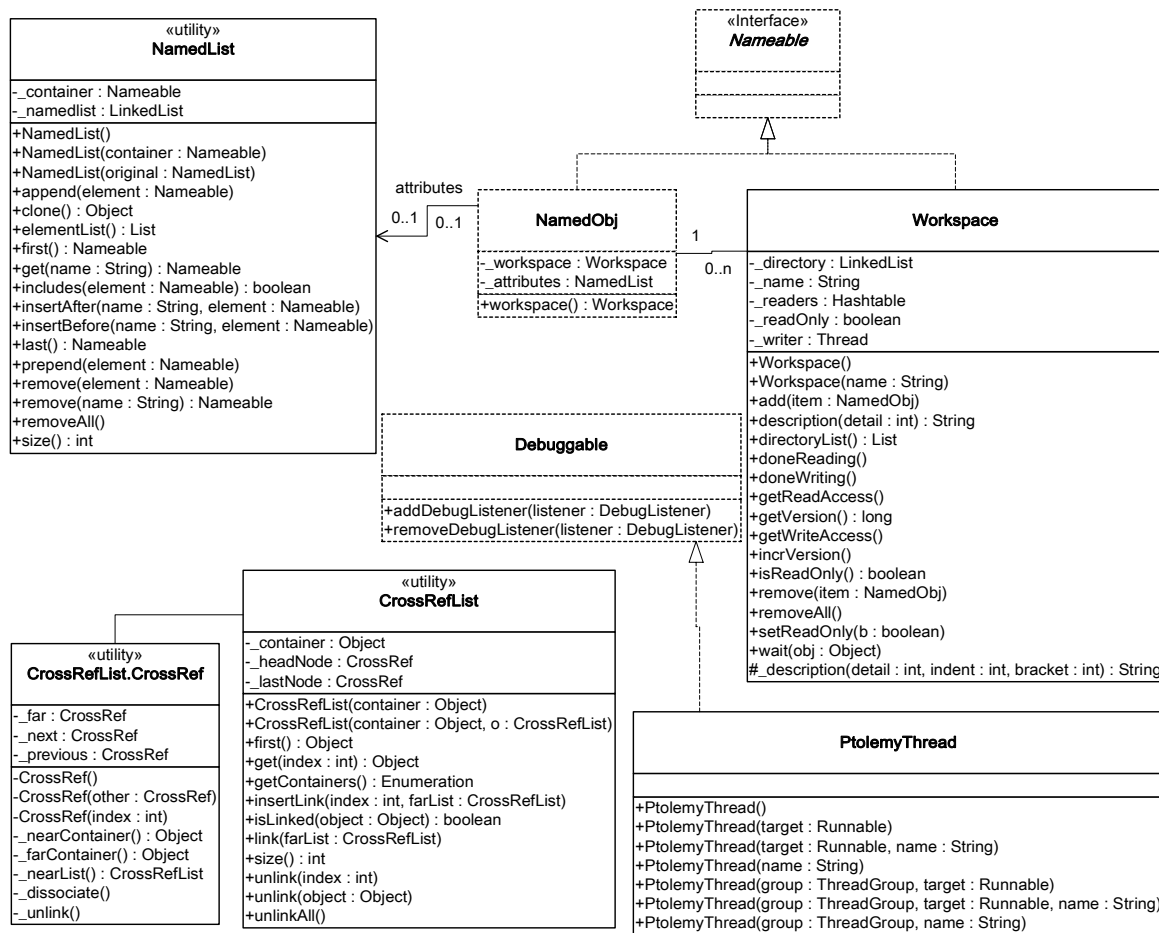 «utility»
NamedList
-_container : Nameable
-_namedlist : LinkedList
+NamedList()
+NamedList(container : Nameable)
+NamedList(original : NamedList)
+append(element : Nameable)
+clone() : Object
+elementList() : List
+first() : Nameable
+get(name : String) : Nameable
+includes(element : Nameable) : boolean
+insertAfter(name : String, element : Nameable)
+insertBefore(name : String, element : Nameable)
+last() : Nameable
+prepend(element : Nameable)
+remove(element : Nameable)
+remove(name : String) : Nameable
+removeAll()
+size() : int
«Interface»
Nameable
attributes
0..1
0..1
NamedObj
-_workspace : Workspace
-_attributes : NamedList
+workspace() : Workspace
1
0..n
Workspace
-_directory : LinkedList
-_name : String
-_readers : Hashtable
-_readOnly : boolean
-_writer : Thread
+Workspace()
+Workspace(name : String)
+add(item : NamedObj)
+description(detail : int) : String
+directoryList() : List
+doneReading()
+doneWriting()
+getReadAccess()
+getVersion() : long
+getWriteAccess()
+incrVersion()
+isReadOnly() : boolean
+remove(item : NamedObj)
+removeAll()
+setReadOnly(b : boolean)
+wait(obj : Object)
#_description(detail : int, indent : int, bracket : int) : String
Debuggable
+addDebugListener(listener : DebugListener)
+removeDebugListener(listener : DebugListener)
«utility»
CrossRefList
-_container : Object
-_headNode : CrossRef
-_lastNode : CrossRef
+CrossRefList(container : Object)
+CrossRefList(container : Object, o : CrossRefList)
+first() : Object
+get(index : int) : Object
+getContainers() : Enumeration
+insertLink(index : int, farList : CrossRefList)
+isLinked(object : Object) : boolean
+link(farList : CrossRefList)
+size() : int
+unlink(index : int)
+unlink(object : Object)
+unlinkAll()
«utility»
CrossRefList.CrossRef
-_far : CrossRef
-_next : CrossRef
-_previous : CrossRef
-CrossRef()
-CrossRef(other : CrossRef)
-CrossRef(index : int)
-_nearContainer() : Object
-_farContainer() : Object
-_nearList() : CrossRefList
-_dissociate()
-_unlink()
PtolemyThread
+PtolemyThread()
+PtolemyThread(target : Runnable)
+PtolemyThread(target : Runnable, name : String)
+PtolemyThread(name : String)
+PtolemyThread(group : ThreadGroup, target : Runnable)
+PtolemyThread(group : ThreadGroup, target : Runnable, name : String)
+PtolemyThread(group : ThreadGroup, name : String)